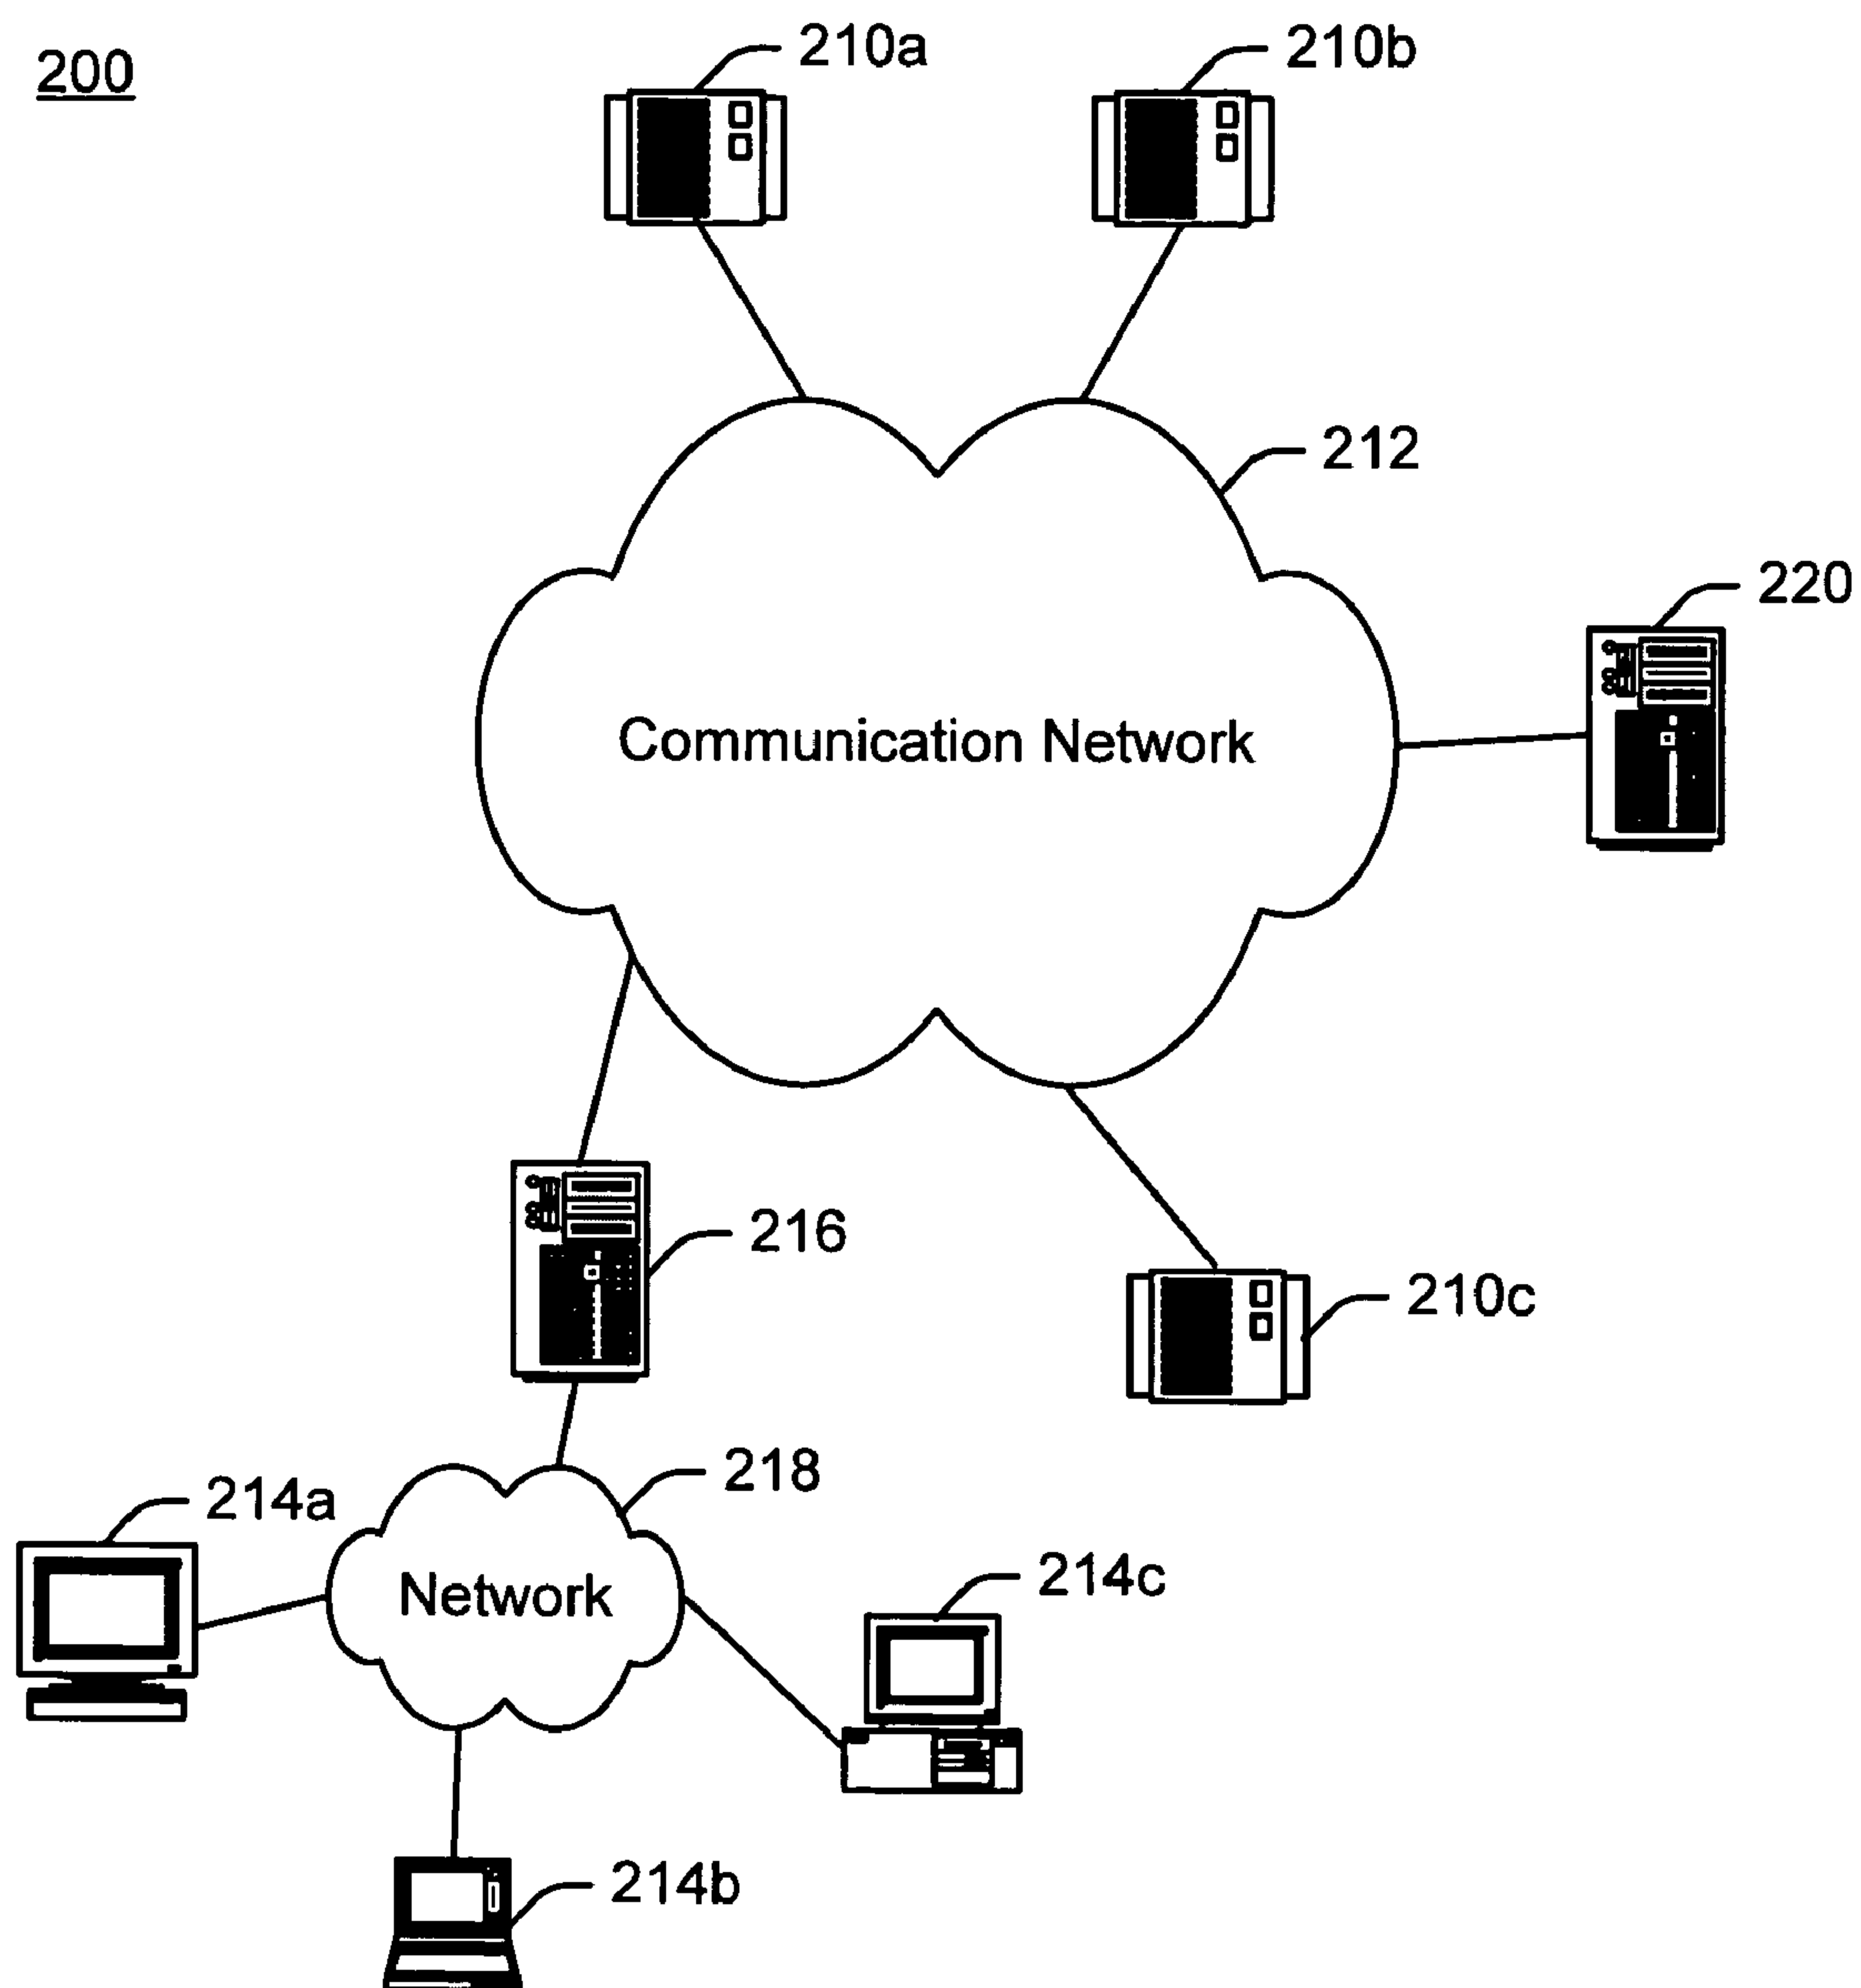 200
210a
210b
212
220
Communication Network
216
210c
218
214a
Network
214c
214b